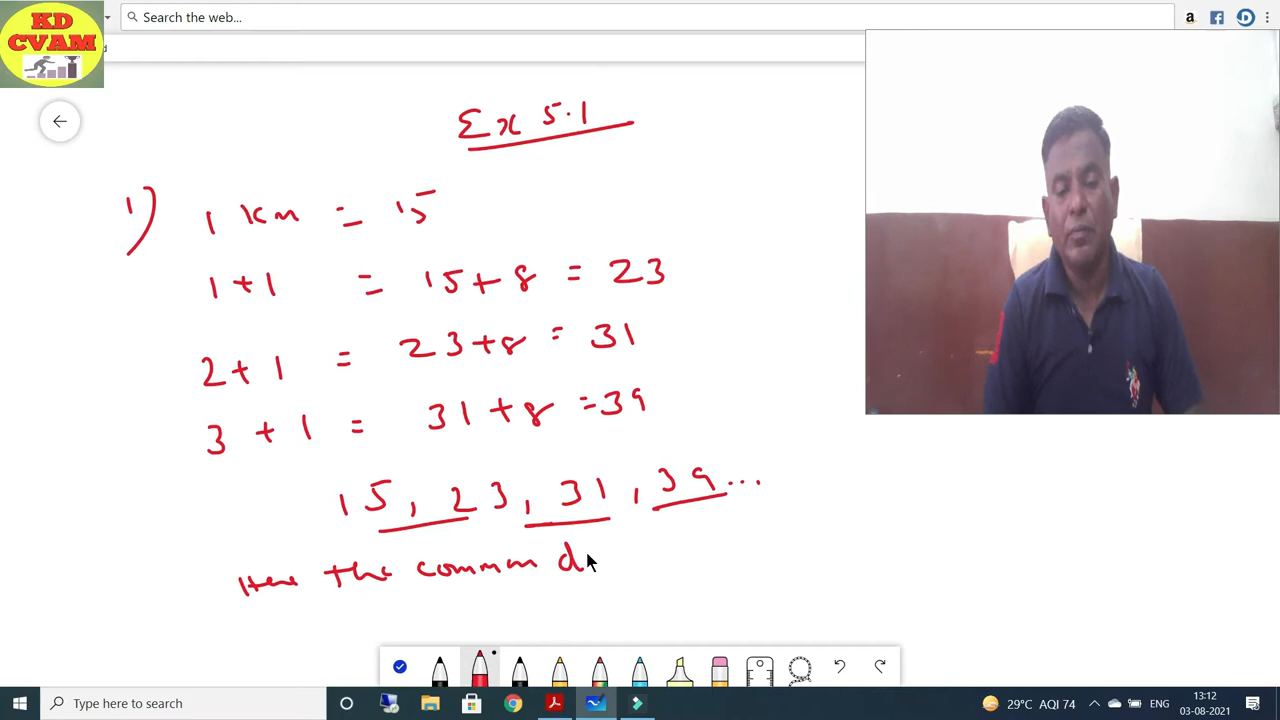 KD
CVAM
Search the web...
Ex 5.1
1) 1 km = 15
1+1 = 15+8 = 23
2+1 = 23+8 = 31
3+1 = 31+8 =39
15, 23, 31, 39...
Here the common d
Type here to search
29°C AQI 74
ENG
13:12
03-08-2021